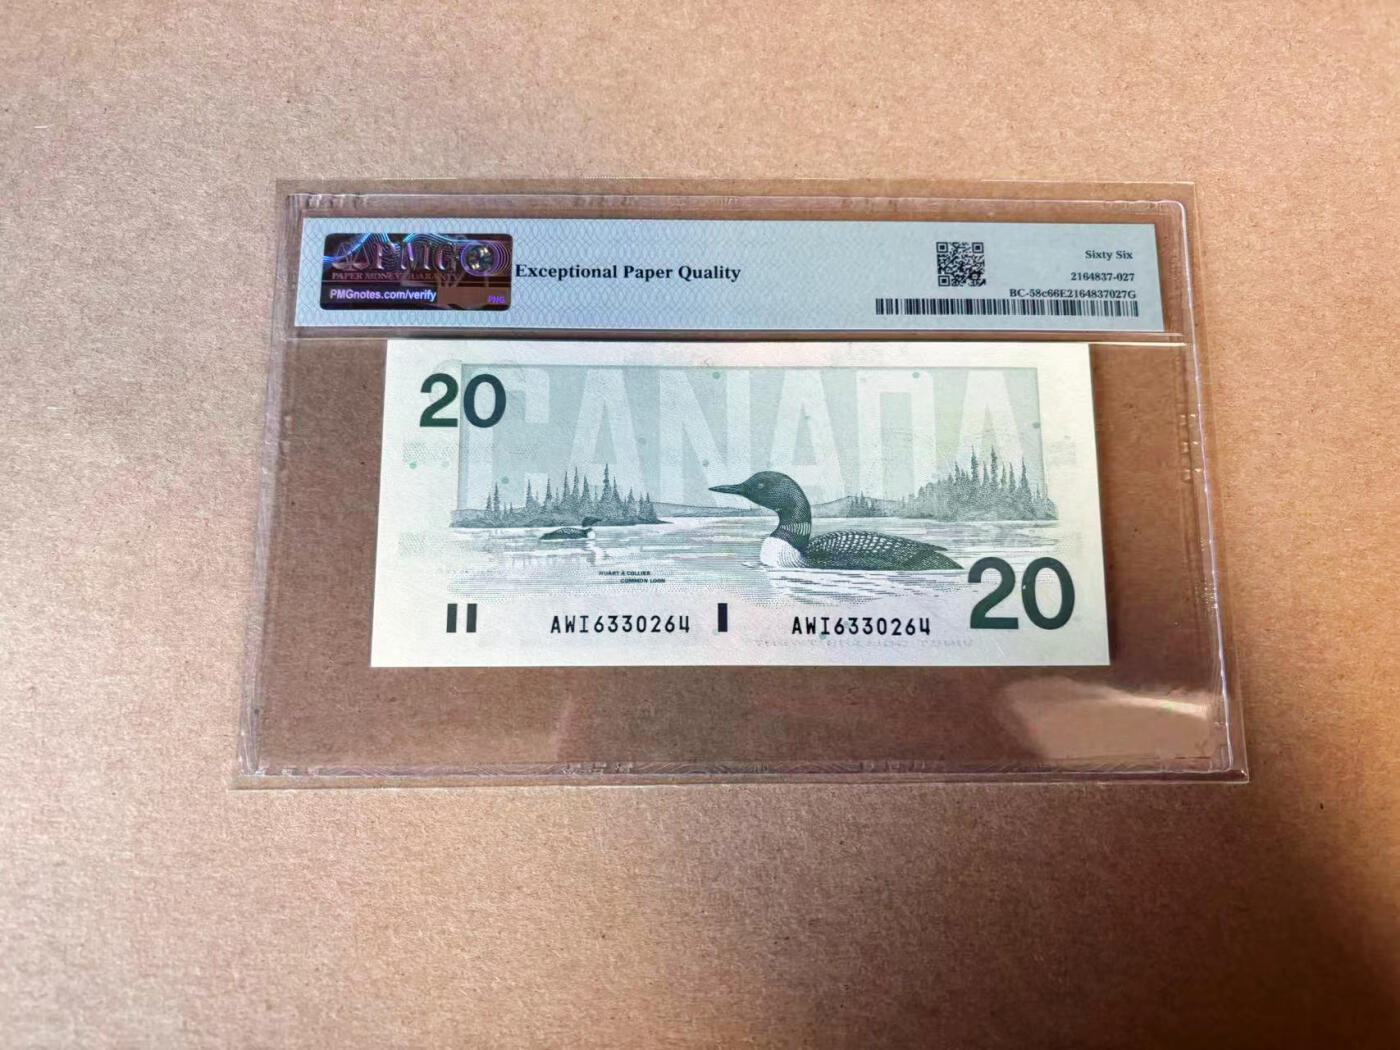 PMG
PAPER MONEY GUARANTY
PMGnotes.com/verify
PMG
Exceptional Paper Quality
Sixty Six
2164837-027
BC-58c66E2164837027G
CANADA
20
COMMON LOON
20
AWI6330264
AWI6330264